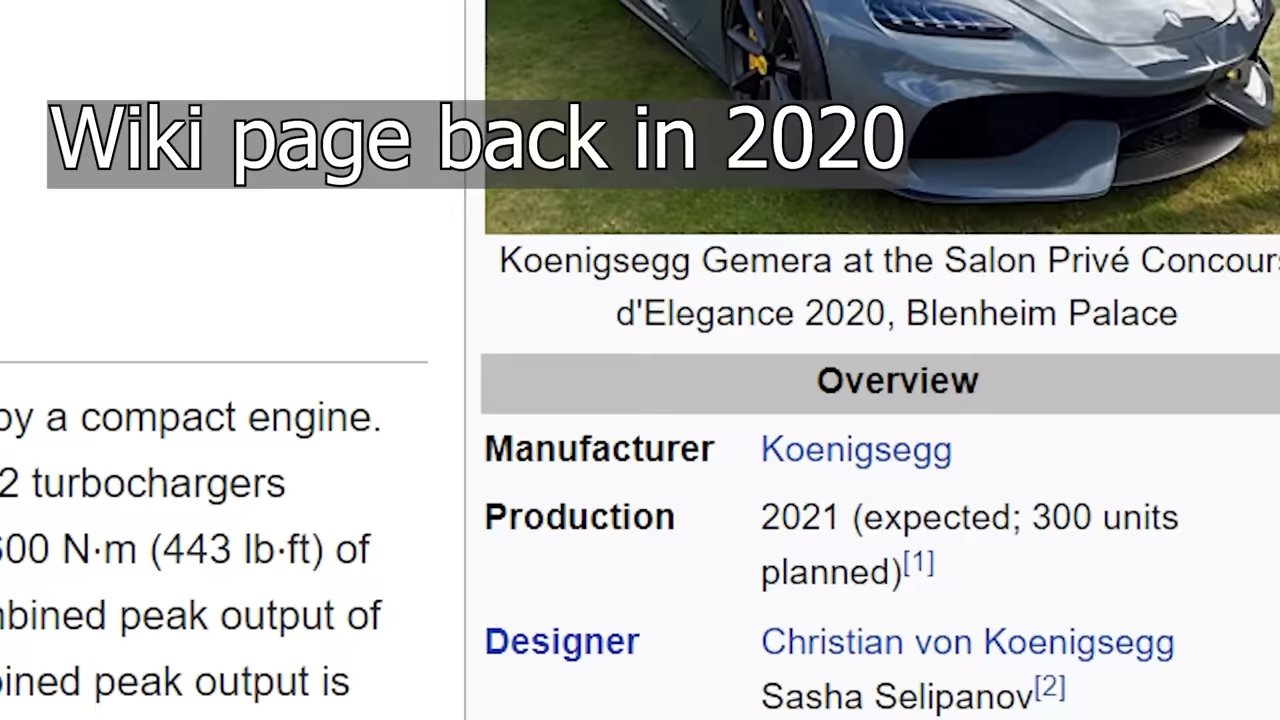 Wiki page back in 2020
Koenigsegg Gemera at the Salon Privé Concours
d'Elegance 2020, Blenheim Palace
Overview
by a compact engine.
2 turbochargers
600 N·m (443 lb·ft) of
combined peak output of
combined peak output is
Manufacturer Koenigsegg
Production 2021 (expected; 300 units
planned)[1]
Designer Christian von Koenigsegg
Sasha Selipanov[2]